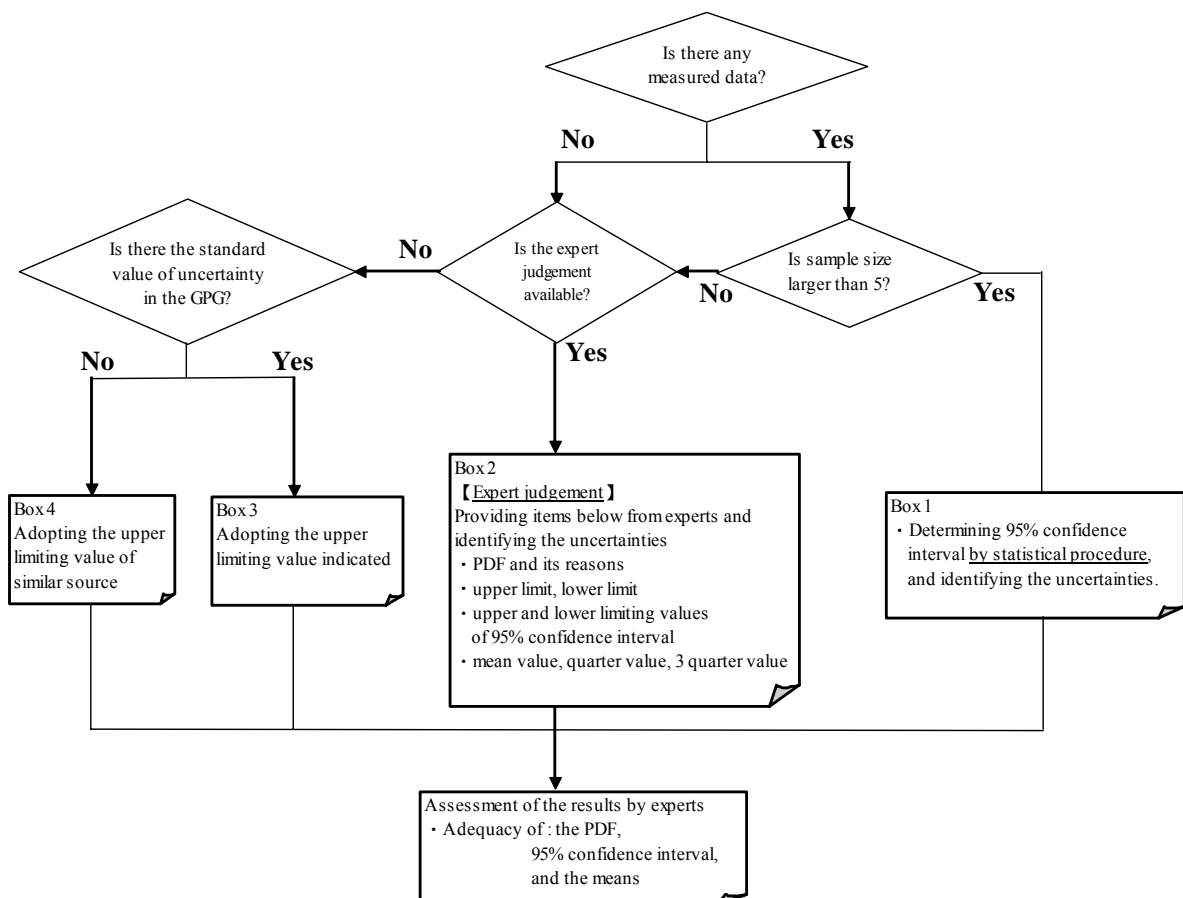 Is there any
measured data?
No
Yes
Is there the standard
value of uncertainty
in the GPG?
No
Is the expert
judgement
available?
No
Is sample size
larger than 5?
Yes
No
Yes
Yes
Box 4
Adopting the upper
limiting value of
similar source
Box 3
Adopting the upper
limiting value indicated
Box 2
【Expert judgement】
Providing items below from experts and
identifying the uncertainties
・PDF and its reasons
・upper limit, lower limit
・upper and lower limiting values
of 95% confidence interval
・mean value, quarter value, 3 quarter value
Box 1
・Determining 95% confidence
interval by statistical procedure,
and identifying the uncertainties.
Assessment of the results by experts
・Adequacy of : the PDF,
95% confidence interval,
and the means